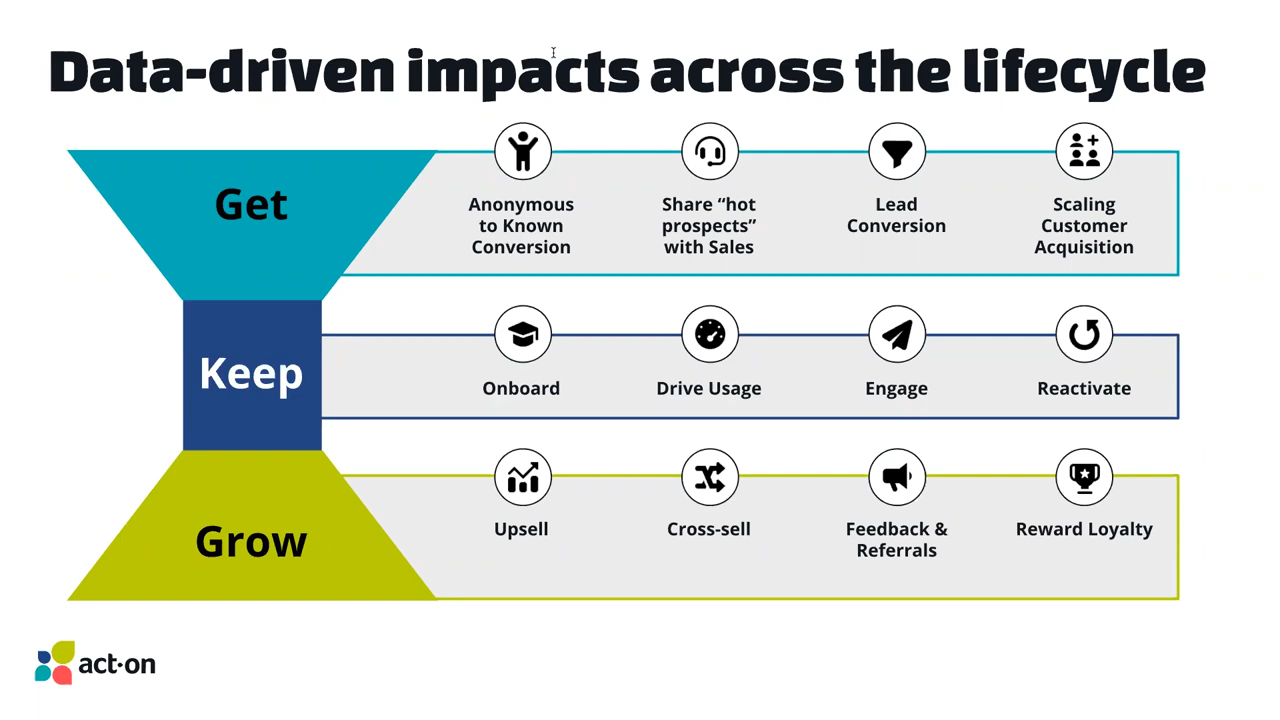 Data-driven impacts across the lifecycle
Get
Anonymous
to Known
Conversion
Share “hot
prospects”
with Sales
Lead
Conversion
Scaling
Customer
Acquisition
Keep
Onboard
Drive Usage
Engage
Reactivate
Grow
Upsell
Cross-sell
Feedback &
Referrals
Reward Loyalty
act·on